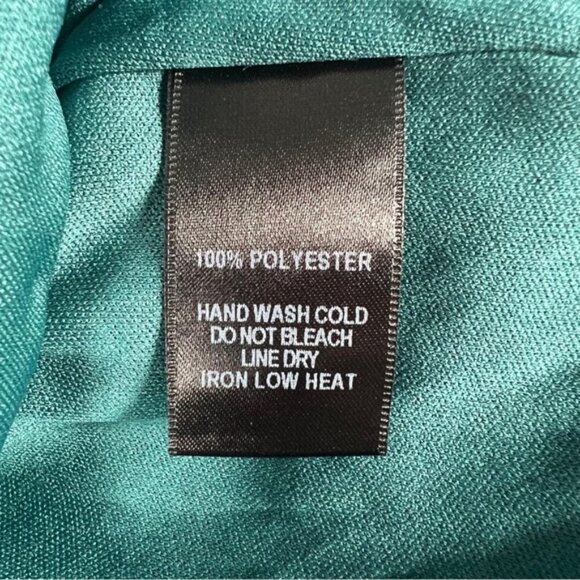 100% POLYESTER
HAND WASH COLD
DO NOT BLEACH
LINE DRY
IRON LOW HEAT